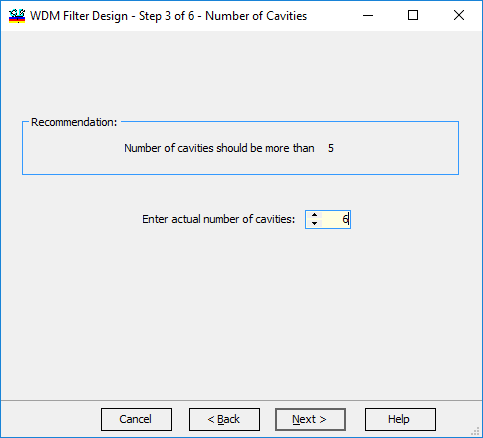 WDM Filter Design - Step 3 of 6 - Number of Cavities
Recommendation:
Number of cavities should be more than 5
Enter actual number of cavities: 6
Cancel < Back Next > Help